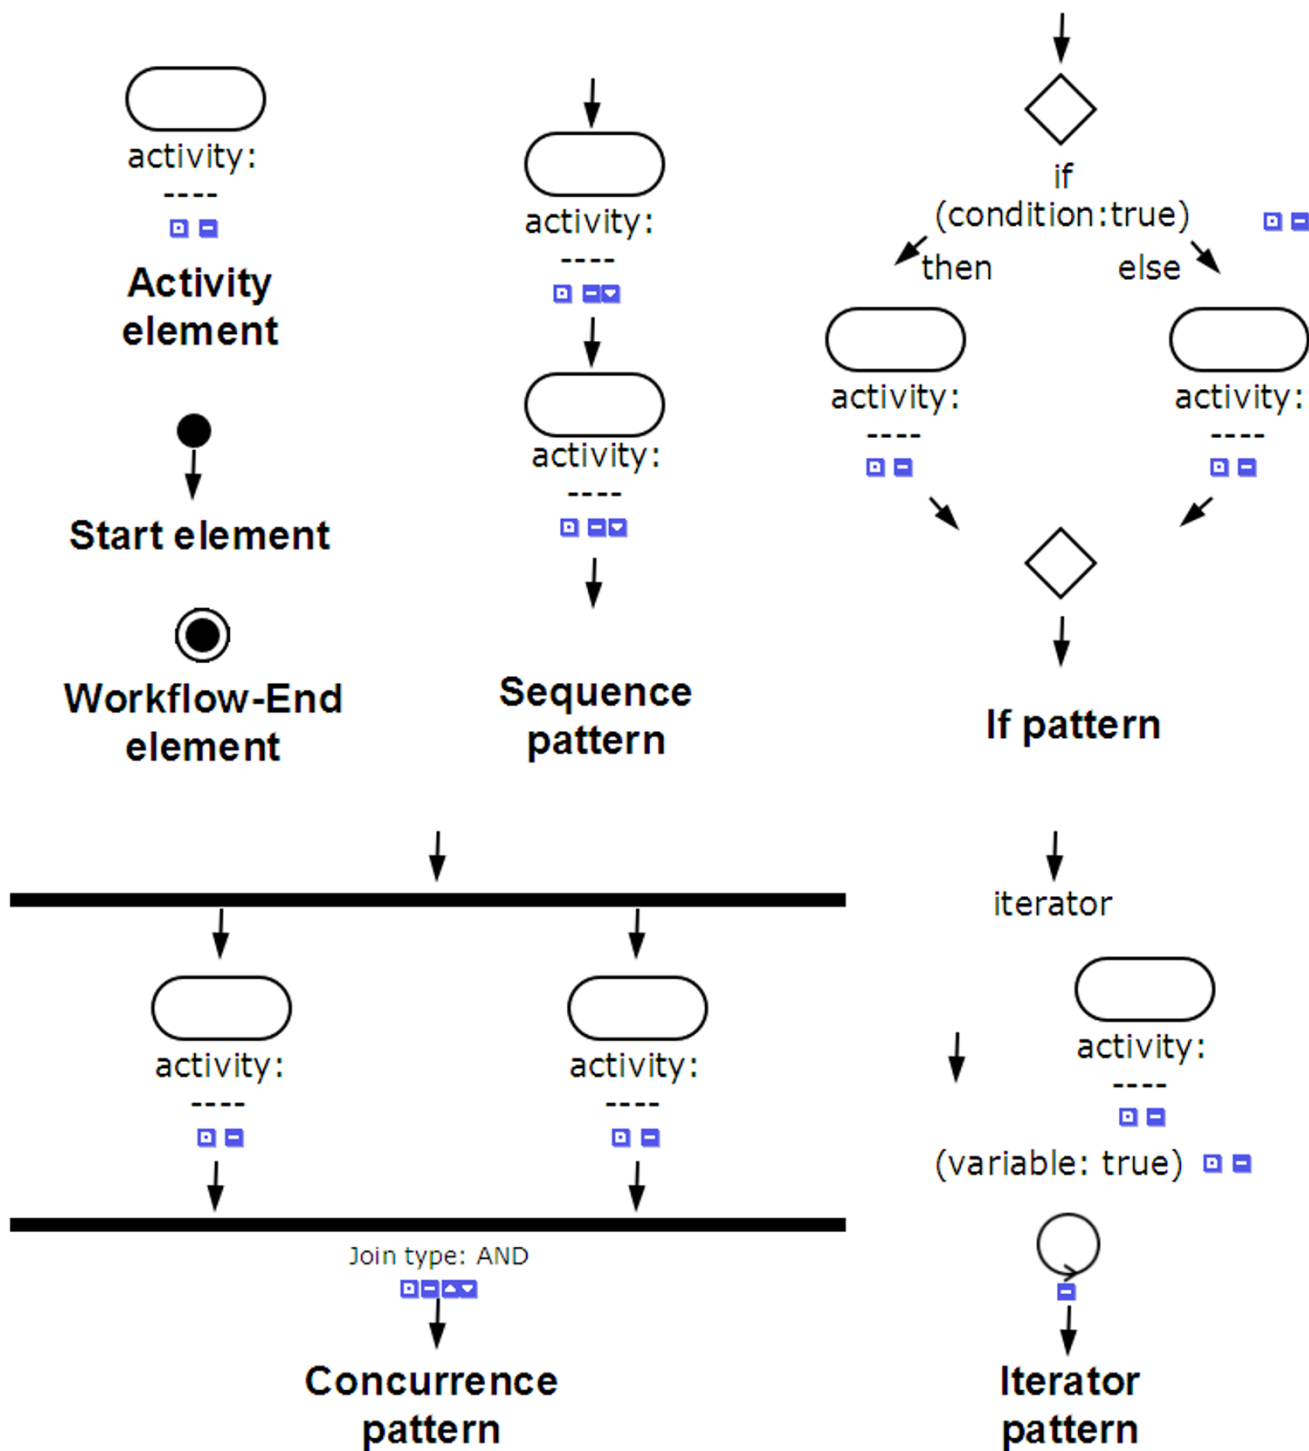 activity:
----
Activity
element
Start element
Workflow-End
element
activity:
----
activity:
----
Sequence
pattern
if
(condition:true)
then else
activity: activity:
---- ----
If pattern
activity: activity:
---- ----
Join type: AND
Concurrence
pattern
iterator
activity:
----
(variable: true)
Iterator
pattern